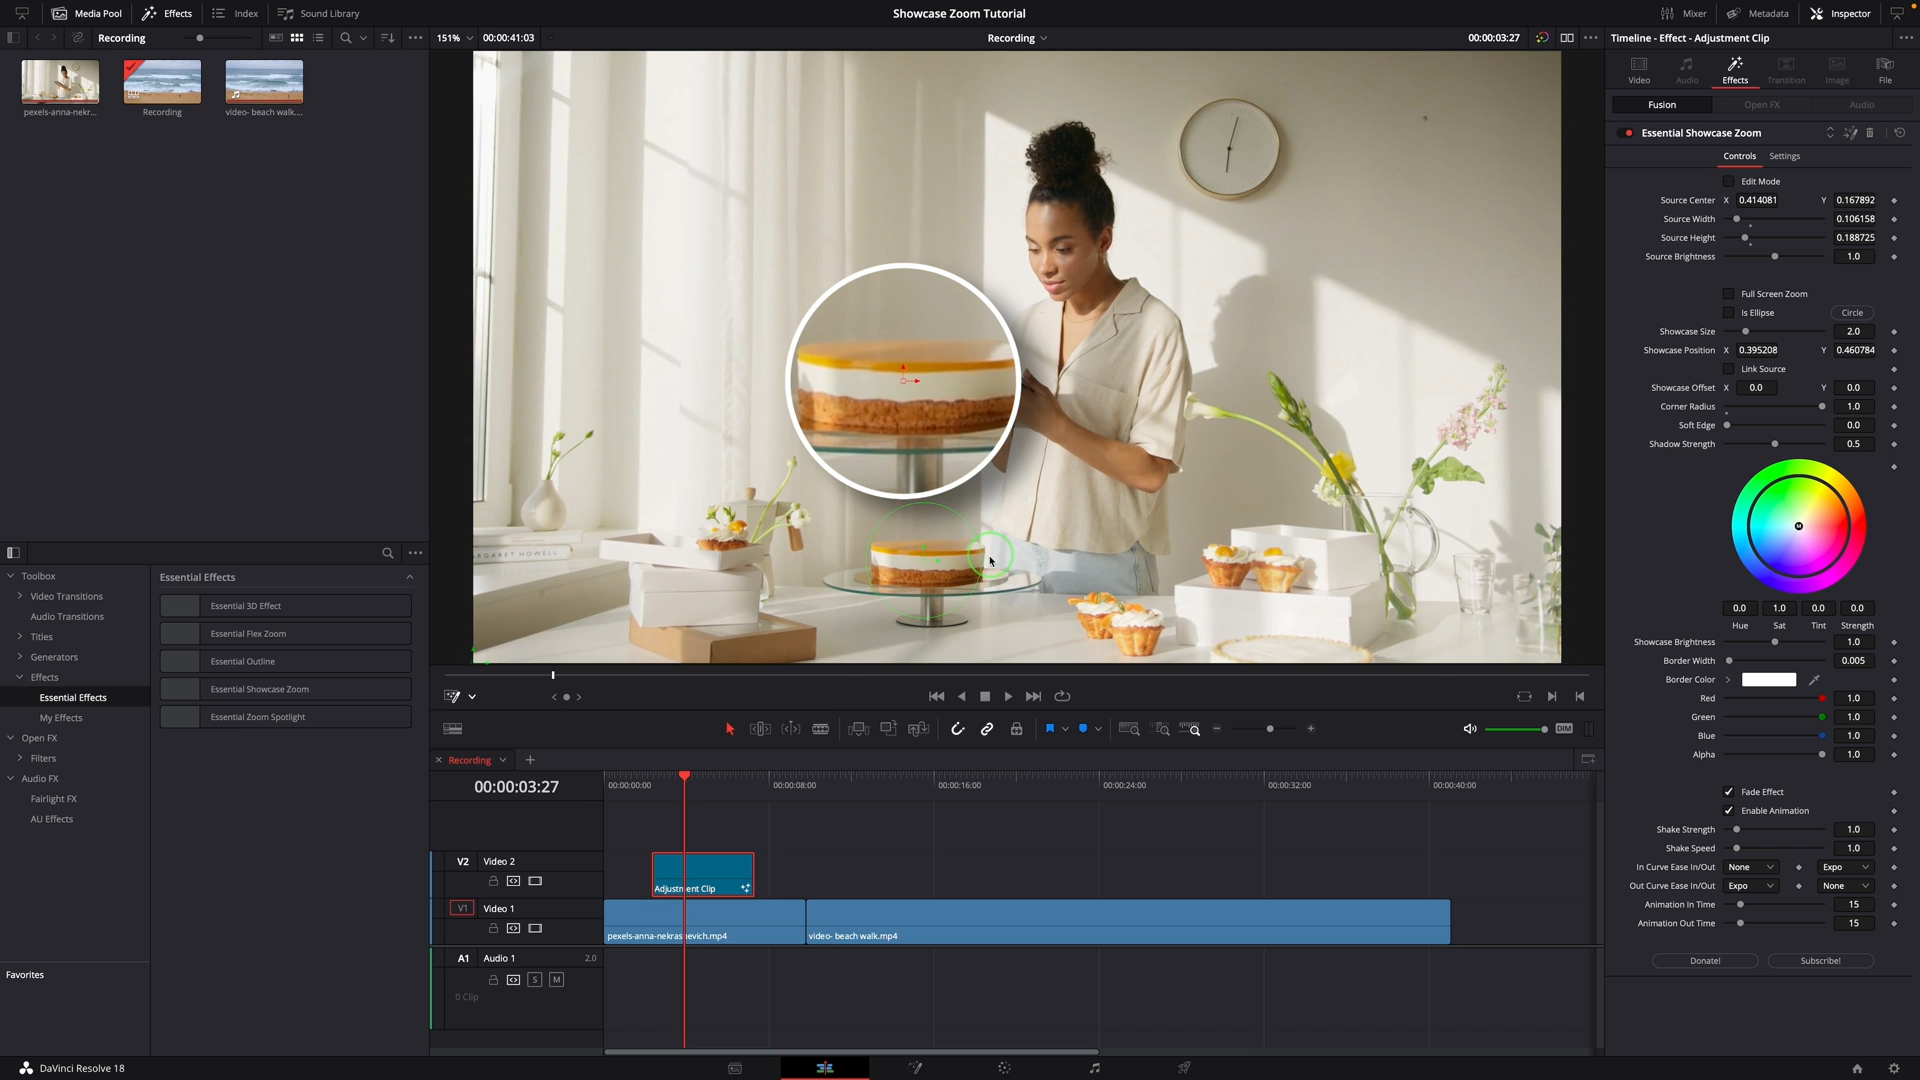 Media Pool
Effects
Index
Sound Library
Showcase Zoom Tutorial
Mixer
Metadata
Inspector
Recording
151%
00:00:41:03
Recording
00:00:03:27
Timeline - Effect - Adjustment Clip
pexels-anna-nekr...
Recording
video- beach walk....
Video
Audio
Effects
Transition
Image
File
Fusion
Open FX
Audio
Essential Showcase Zoom
Controls
Settings
Edit Mode
Source Center X 0.414081 Y 0.167892
Source Width 0.106158
Source Height 0.188725
Source Brightness 1.0
Full Screen Zoom
Is Ellipse Circle
Showcase Size 2.0
Showcase Position X 0.395208 Y 0.460784
Link Source
Showcase Offset X 0.0 Y 0.0
Corner Radius 1.0
Soft Edge 0.0
Shadow Strength 0.5
0.0 1.0 0.0 0.0
Hue Sat Tint Strength
Showcase Brightness 1.0
Border Width 0.005
Border Color
Red 1.0
Green 1.0
Blue 1.0
Alpha 1.0
Fade Effect
Enable Animation
Shake Strength 1.0
Shake Speed 1.0
In Curve Ease In/Out None Expo
Out Curve Ease In/Out Expo None
Animation In Time 15
Animation Out Time 15
Donate!
Subscribe!
MARGARET HOWELL
Toolbox
Video Transitions
Audio Transitions
Titles
Generators
Effects
Essential Effects
My Effects
Open FX
Filters
Audio FX
Fairlight FX
AU Effects
Favorites
Essential Effects
Essential 3D Effect
Essential Flex Zoom
Essential Outline
Essential Showcase Zoom
Essential Zoom Spotlight
DIM
Recording
00:00:03:27
00:00:00:00
00:00:08:00
00:00:16:00
00:00:24:00
00:00:32:00
00:00:40:00
V2 Video 2
Adjustment Clip
V1 Video 1
pexels-anna-nekras evich.mp4
video- beach walk.mp4
A1 Audio 1 2.0
S M
0 Clip
DaVinci Resolve 18